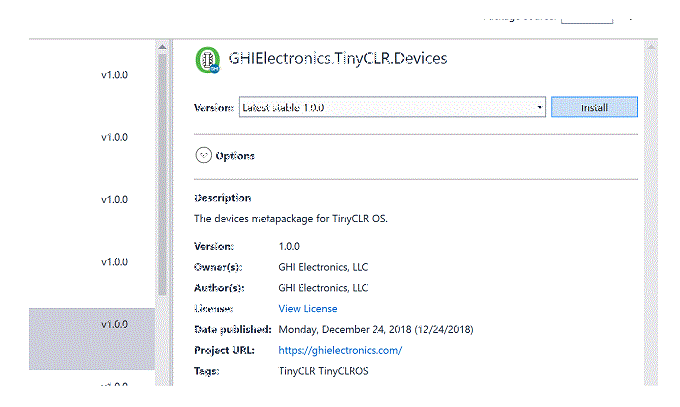 GHIElectronics.TinyCLR.Devices
v1.0.0
Version: Latest stable 1.0.0 Install
v1.0.0
Options
v1.0.0
Description
The devices metapackage for TinyCLR OS.
Version: 1.0.0
v1.0.0
Owner(s): GHI Electronics, LLC
Author(s): GHI Electronics, LLC
License: View License
v1.0.0
Date published: Monday, December 24, 2018 (12/24/2018)
Project URL: https://ghielectronics.com/
Tags: TinyCLR TinyCLROS